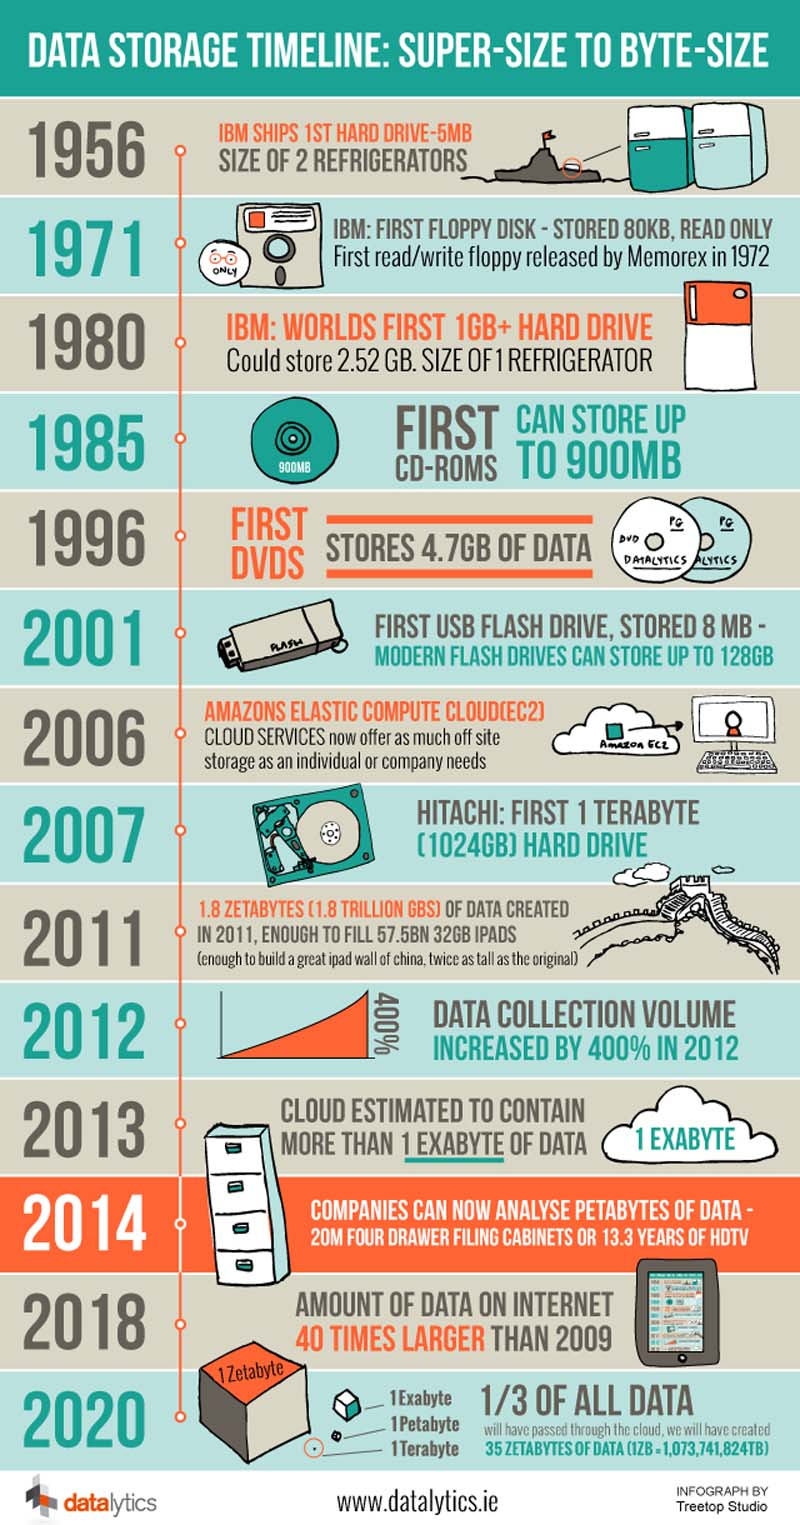 DATA STORAGE TIMELINE: SUPER-SIZE TO BYTE-SIZE
1956
IBM SHIPS 1ST HARD DRIVE-5MB
SIZE OF 2 REFRIGERATORS
1971
ONLY
IBM: FIRST FLOPPY DISK - STORED 80KB, READ ONLY
First read/write floppy released by Memorex in 1972
1980
IBM: WORLDS FIRST 1GB+ HARD DRIVE
Could store 2.52 GB. SIZE OF 1 REFRIGERATOR
1985
900MB
FIRST
CD-ROMS
CAN STORE UP
TO 900MB
1996
FIRST
DVDS
STORES 4.7GB OF DATA
PG
DVD
DATALYTICS
PG
ALYTICS
2001
FLASH
FIRST USB FLASH DRIVE, STORED 8 MB -
MODERN FLASH DRIVES CAN STORE UP TO 128GB
2006
AMAZONS ELASTIC COMPUTE CLOUD(EC2)
CLOUD SERVICES now offer as much off site
storage as an individual or company needs
Amazon EC2
2007
HITACHI: FIRST 1 TERABYTE
(1024GB) HARD DRIVE
2011
1.8 ZETABYTES (1.8 TRILLION GBS) OF DATA CREATED
IN 2011, ENOUGH TO FILL 57.5BN 32GB IPADS
(enough to build a great ipad wall of china, twice as tall as the original)
2012
400%
DATA COLLECTION VOLUME
INCREASED BY 400% IN 2012
2013
CLOUD ESTIMATED TO CONTAIN
MORE THAN 1 EXABYTE OF DATA
1 EXABYTE
2014
COMPANIES CAN NOW ANALYSE PETABYTES OF DATA -
20M FOUR DRAWER FILING CABINETS OR 13.3 YEARS OF HDTV
2018
AMOUNT OF DATA ON INTERNET
40 TIMES LARGER THAN 2009
2020
1 Zetabyte
1 Exabyte
1 Petabyte
1 Terabyte
1/3 OF ALL DATA
will have passed through the cloud, we will have created
35 ZETABYTES OF DATA (1ZB = 1,073,741,824TB)
datalytics
www.datalytics.ie
INFOGRAPH BY
Treetop Studio